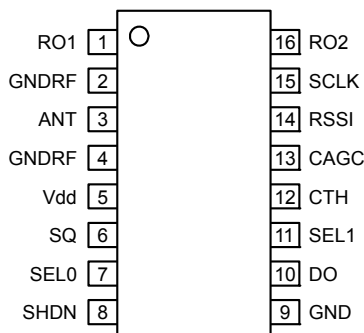 RO1 1 16 RO2
GNDRF 2 15 SCLK
ANT 3 14 RSSI
GNDRF 4 13 CAGC
Vdd 5 12 CTH
SQ 6 11 SEL1
SEL0 7 10 DO
SHDN 8 9 GND